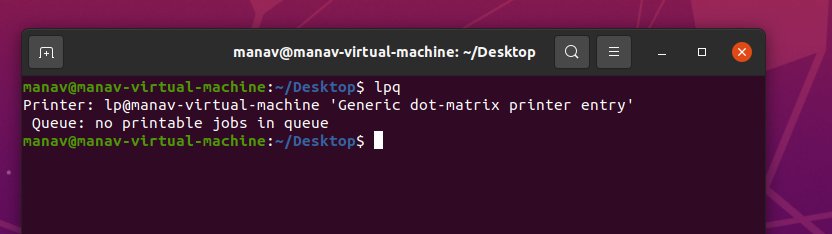 manav@manav-virtual-machine: ~/Desktop
manav@manav-virtual-machine:~/Desktop$ lpq
Printer: lp@manav-virtual-machine 'Generic dot-matrix printer entry'
 Queue: no printable jobs in queue
manav@manav-virtual-machine:~/Desktop$